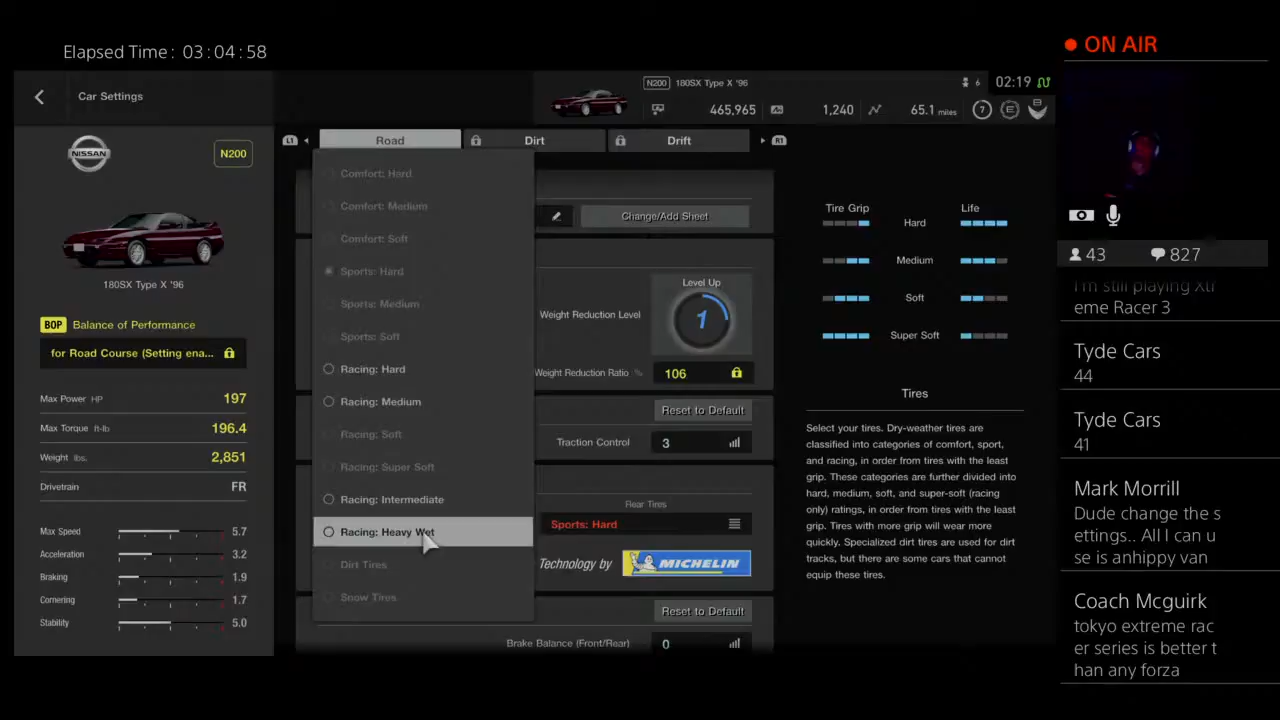 Elapsed Time: 03:04:58
ON AIR
Car Settings
N200 180SX Type X '96
6
02:19
465,965
1,240
65.1 miles
7
E
B
NISSAN
N200
L1
Road
Dirt
Drift
R1
Comfort: Hard
Comfort: Medium
Comfort: Soft
Sports: Hard
Sports: Medium
Sports: Soft
Racing: Hard
Racing: Medium
Racing: Soft
Racing: Super Soft
Racing: Intermediate
Racing: Heavy Wet
Dirt Tires
Snow Tires
Change/Add Sheet
Level Up
Weight Reduction Level
1
Weight Reduction Ratio %
106
Reset to Default
Traction Control
3
Rear Tires
Sports: Hard
Technology by
MICHELIN
Reset to Default
Brake Balance (Front/Rear)
0
180SX Type X '96
BOP Balance of Performance
for Road Course (Setting ena...
Max Power HP 197
Max Torque ft-lb 196.4
Weight lbs. 2,851
Drivetrain FR
Max Speed 5.7
Acceleration 3.2
Braking 1.9
Cornering 1.7
Stability 5.0
Tire Grip
Life
Hard
Medium
Soft
Super Soft
Tires
Select your tires. Dry-weather tires are
classified into categories of comfort, sport,
and racing, in order from tires with the least
grip. These categories are further divided into
hard, medium, soft, and super-soft (racing
only) ratings, in order from tires with the least
grip. Tires with more grip will wear more
quickly. Specialized dirt tires are used for dirt
tracks, but there are some cars that cannot
equip these tires.
43
827
I'm still playing Xtr
eme Racer 3
Tyde Cars
44
Tyde Cars
41
Mark Morrill
Dude change the s
ettings.. All I can u
se is anhippy van
Coach Mcguirk
tokyo extreme rac
er series is better t
han any forza